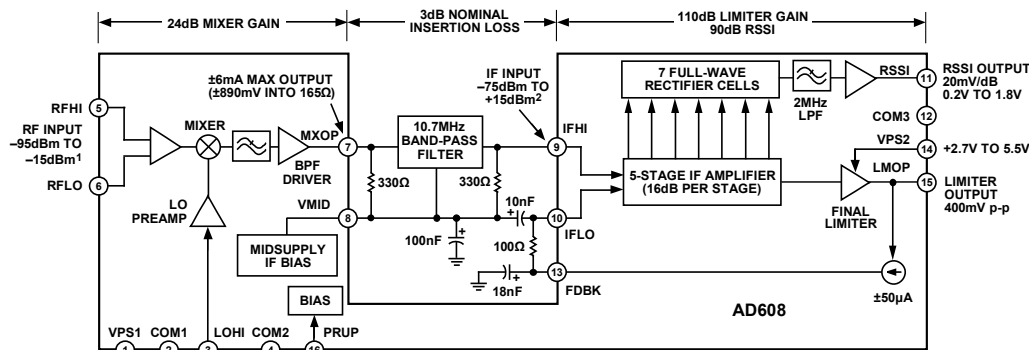 24dB MIXER GAIN
3dB NOMINAL
INSERTION LOSS
110dB LIMITER GAIN
90dB RSSI
±6mA MAX OUTPUT
(±890mV INTO 165Ω)
IF INPUT
–75dBm TO
+15dBm2
7 FULL-WAVE
RECTIFIER CELLS
2MHz
LPF
RSSI
11
RSSI OUTPUT
20mV/dB
0.2V TO 1.8V
COM3
12
VPS2
14
+2.7V TO 5.5V
LMOP
15
LIMITER
OUTPUT
400mV p-p
RFHI
5
RF INPUT
–95dBm TO
–15dBm1
RFLO
6
MIXER
MXOP
7
BPF
DRIVER
10.7MHz
BAND-PASS
FILTER
IFHI
9
5-STAGE IF AMPLIFIER
(16dB PER STAGE)
FINAL
LIMITER
330Ω
330Ω
LO
PREAMP
VMID
8
10nF
+
10
IFLO
MIDSUPPLY
IF BIAS
100nF
+
100Ω
18nF
+
13
FDBK
±50µA
BIAS
AD608
VPS1
COM1
LOHI
COM2
PRUP
1
2
3
4
16